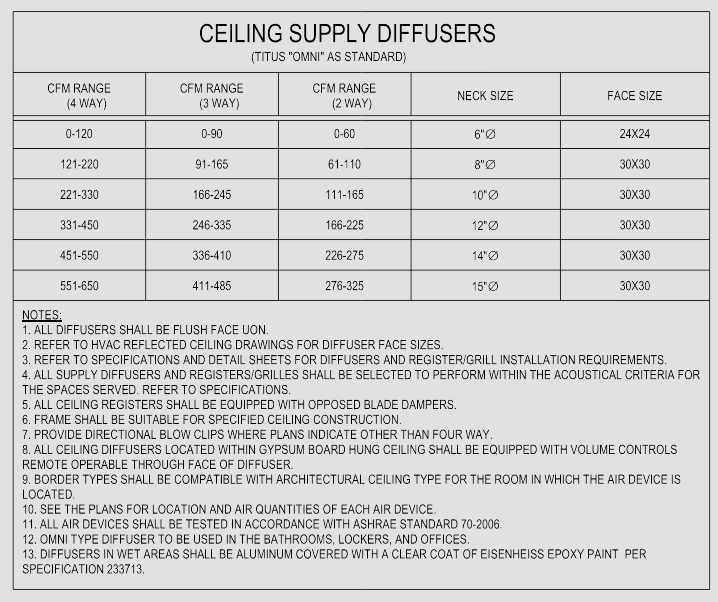 CEILING SUPPLY DIFFUSERS
(TITUS "OMNI" AS STANDARD)
CFM RANGE (4 WAY) CFM RANGE (3 WAY) CFM RANGE (2 WAY) NECK SIZE FACE SIZE
0-120 0-90 0-60 6"Ø 24X24
121-220 91-165 61-110 8"Ø 30X30
221-330 166-245 111-165 10"Ø 30X30
331-450 246-335 166-225 12"Ø 30X30
451-550 336-410 226-275 14"Ø 30X30
551-650 411-485 276-325 15"Ø 30X30
NOTES:
1. ALL DIFFUSERS SHALL BE FLUSH FACE UON.
2. REFER TO HVAC REFLECTED CEILING DRAWINGS FOR DIFFUSER FACE SIZES.
3. REFER TO SPECIFICATIONS AND DETAIL SHEETS FOR DIFFUSERS AND REGISTER/GRILL INSTALLATION REQUIREMENTS.
4. ALL SUPPLY DIFFUSERS AND REGISTERS/GRILLES SHALL BE SELECTED TO PERFORM WITHIN THE ACOUSTICAL CRITERIA FOR
THE SPACES SERVED. REFER TO SPECIFICATIONS.
5. ALL CEILING REGISTERS SHALL BE EQUIPPED WITH OPPOSED BLADE DAMPERS.
6. FRAME SHALL BE SUITABLE FOR SPECIFIED CEILING CONSTRUCTION.
7. PROVIDE DIRECTIONAL BLOW CLIPS WHERE PLANS INDICATE OTHER THAN FOUR WAY.
8. ALL CEILING DIFFUSERS LOCATED WITHIN GYPSUM BOARD HUNG CEILING SHALL BE EQUIPPED WITH VOLUME CONTROLS
REMOTE OPERABLE THROUGH FACE OF DIFFUSER.
9. BORDER TYPES SHALL BE COMPATIBLE WITH ARCHITECTURAL CEILING TYPE FOR THE ROOM IN WHICH THE AIR DEVICE IS
LOCATED.
10. SEE THE PLANS FOR LOCATION AND AIR QUANTITIES OF EACH AIR DEVICE.
11. ALL AIR DEVICES SHALL BE TESTED IN ACCORDANCE WITH ASHRAE STANDARD 70-2006.
12. OMNI TYPE DIFFUSER TO BE USED IN THE BATHROOMS, LOCKERS, AND OFFICES.
13. DIFFUSERS IN WET AREAS SHALL BE ALUMINUM COVERED WITH A CLEAR COAT OF EISENHEISS EPOXY PAINT PER
SPECIFICATION 233713.